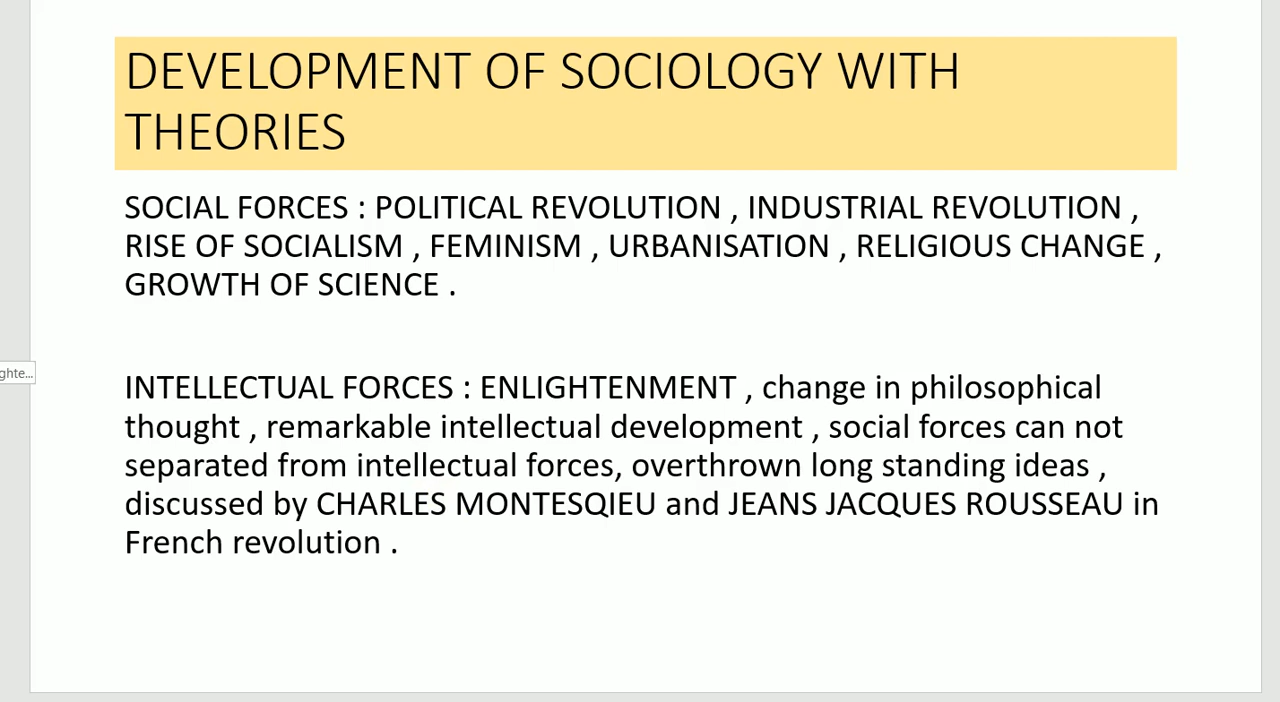 DEVELOPMENT OF SOCIOLOGY WITH
THEORIES
SOCIAL FORCES : POLITICAL REVOLUTION , INDUSTRIAL REVOLUTION ,
RISE OF SOCIALISM , FEMINISM , URBANISATION , RELIGIOUS CHANGE ,
GROWTH OF SCIENCE .
ghte...
INTELLECTUAL FORCES : ENLIGHTENMENT , change in philosophical
thought , remarkable intellectual development , social forces can not
separated from intellectual forces, overthrown long standing ideas ,
discussed by CHARLES MONTESQIEU and JEANS JACQUES ROUSSEAU in
French revolution .